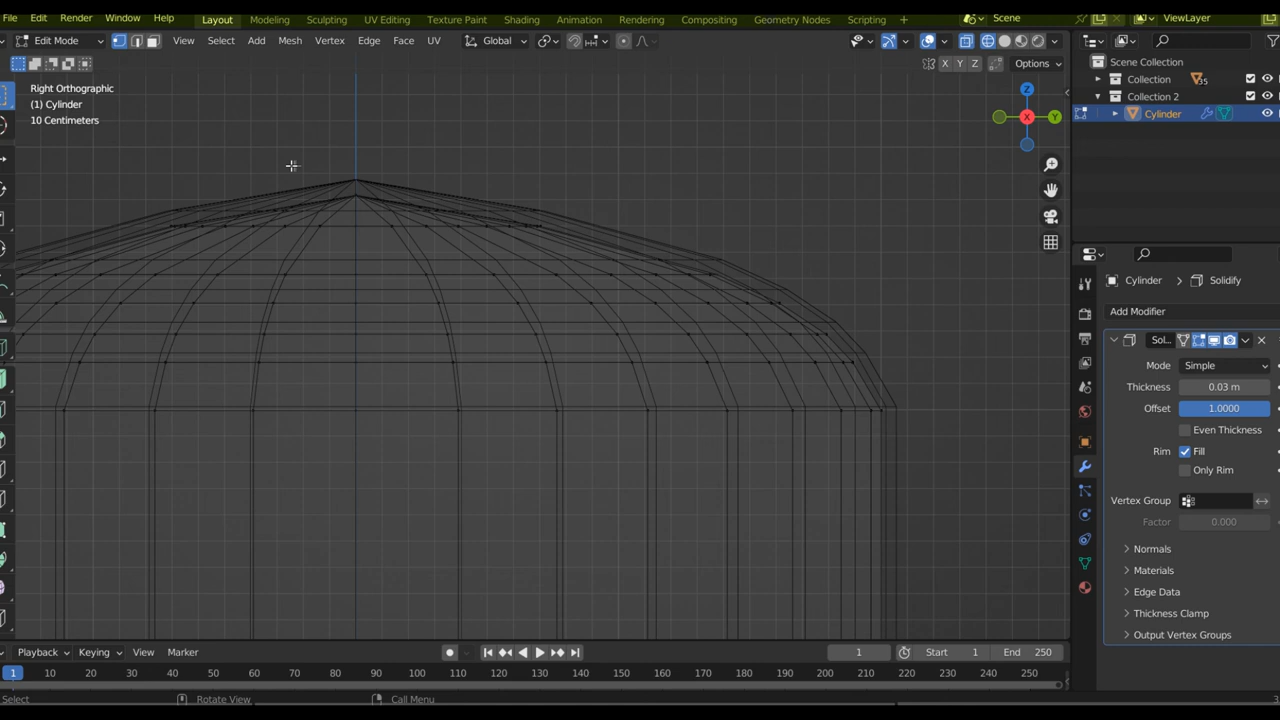 File Edit Render Window Help Layout Modeling Sculpting UV Editing Texture Paint Shading Animation Rendering Compositing Geometry Nodes Scripting + Scene ViewLayer
Edit Mode View Select Add Mesh Vertex Edge Face UV Global
X Y Z Options
Right Orthographic
(1) Cylinder
10 Centimeters
Z
X
Y
Scene Collection
Collection 35
Collection 2
Cylinder
Cylinder > Solidify
Add Modifier
Sol...
Mode Simple
Thickness 0.03 m
Offset 1.0000
Even Thickness
Rim Fill
Only Rim
Vertex Group
Factor 0.000
Normals
Materials
Edge Data
Thickness Clamp
Output Vertex Groups
Playback Keying View Marker 1 Start 1 End 250
1 10 20 30 40 50 60 70 80 90 100 110 120 130 140 150 160 170 180 190 200 210 220 230 240 250
Select Rotate View Call Menu